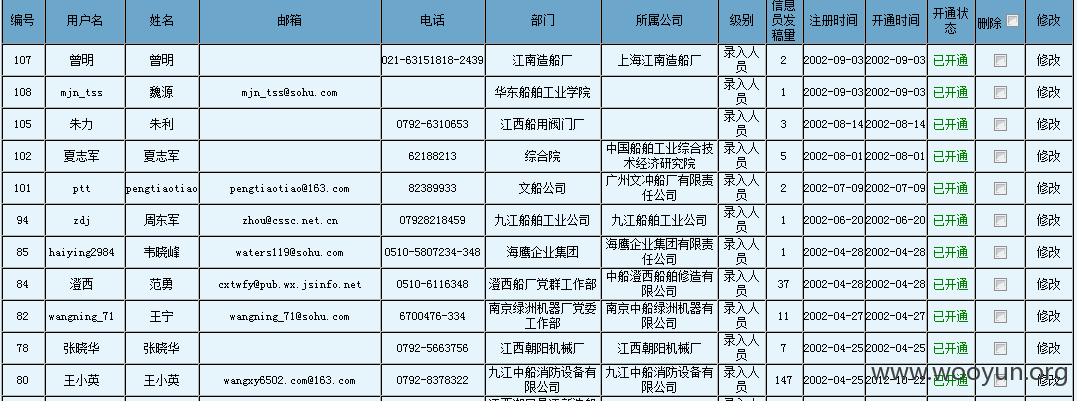 编号 用户名 姓名 邮箱 电话 部门 所属公司 级别 信息员发稿量 注册时间 开通时间 开通状态 删除 修改
107 曾明 曾明 021-63151818-2439 江南造船厂 上海江南造船厂 录入人员 2 2002-09-03 2002-09-03 已开通 修改
108 mjn_tss 魏源 mjn_tss@sohu.com 华东船舶工业学院 录入人员 1 2002-09-03 2002-09-03 已开通 修改
105 朱力 朱利 0792-6310653 江西船用阀门厂 录入人员 3 2002-08-14 2002-08-14 已开通 修改
102 夏志军 夏志军 62188213 综合院 中国船舶工业综合技术经济研究院 录入人员 5 2002-08-01 2002-08-01 已开通 修改
101 ptt pengtiaotiao pengtiaotiao@163.com 82389933 文船公司 广州文冲船厂有限责任公司 录入人员 2 2002-07-09 2002-07-09 已开通 修改
94 zdj 周东军 zhou@cssc.net.cn 07928218459 九江船舶工业公司 九江船舶工业公司 录入人员 1 2002-06-20 2002-06-20 已开通 修改
85 haiying2984 韦晓峰 waters119@sohu.com 0510-5807234-348 海鹰企业集团 海鹰企业集团有限责任公司 录入人员 1 2002-04-28 2002-04-28 已开通 修改
84 澄西 范勇 cxtwfy@pub.wx.jsinfo.net 0510-6116348 澄西船厂党群工作部 中船澄西船舶修造有限公司 录入人员 37 2002-04-28 2002-04-28 已开通 修改
82 wangning_71 王宁 wangning_71@sohu.com 6700476-334 南京绿洲机器厂党委工作部 南京中船绿洲机器有限公司 录入人员 11 2002-04-27 2002-04-27 已开通 修改
78 张晓华 张晓华 0792-5663756 江西朝阳机械厂 江西朝阳机械厂 录入人员 7 2002-04-25 2002-04-25 已开通 修改
80 王小英 王小英 wangxy6502.com@163.com 0792-8378322 九江中船消防设备有限公司 九江中船消防设备有限公司 录入人员 147 2002-04-25 2012-10-22 已开通 修改
www.wooyun.org